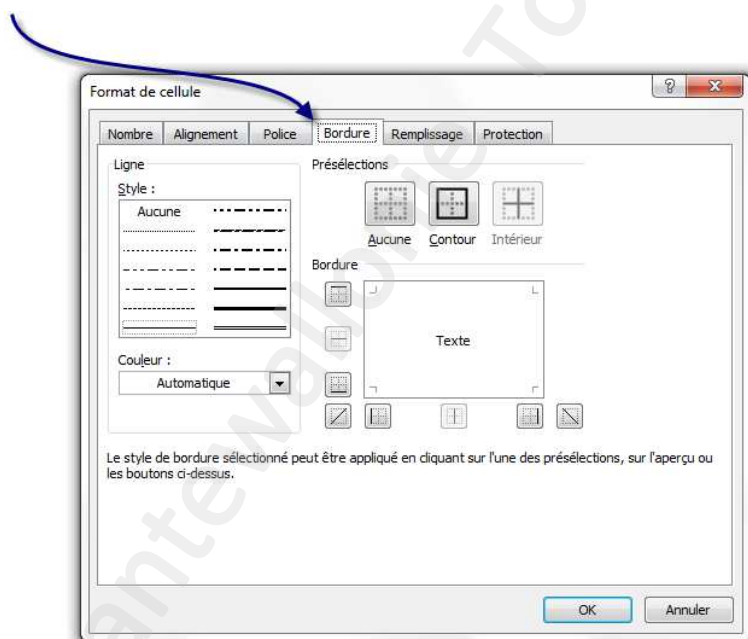 Format de cellule
Nombre Alignement Police Bordure Remplissage Protection
Ligne
Style :
Aucune
Présélections
Aucune Contour Intérieur
Bordure
Texte
Couleur :
Automatique
Le style de bordure sélectionné peut être appliqué en cliquant sur l'une des présélections, sur l'aperçu ou
les boutons ci-dessus.
OK Annuler